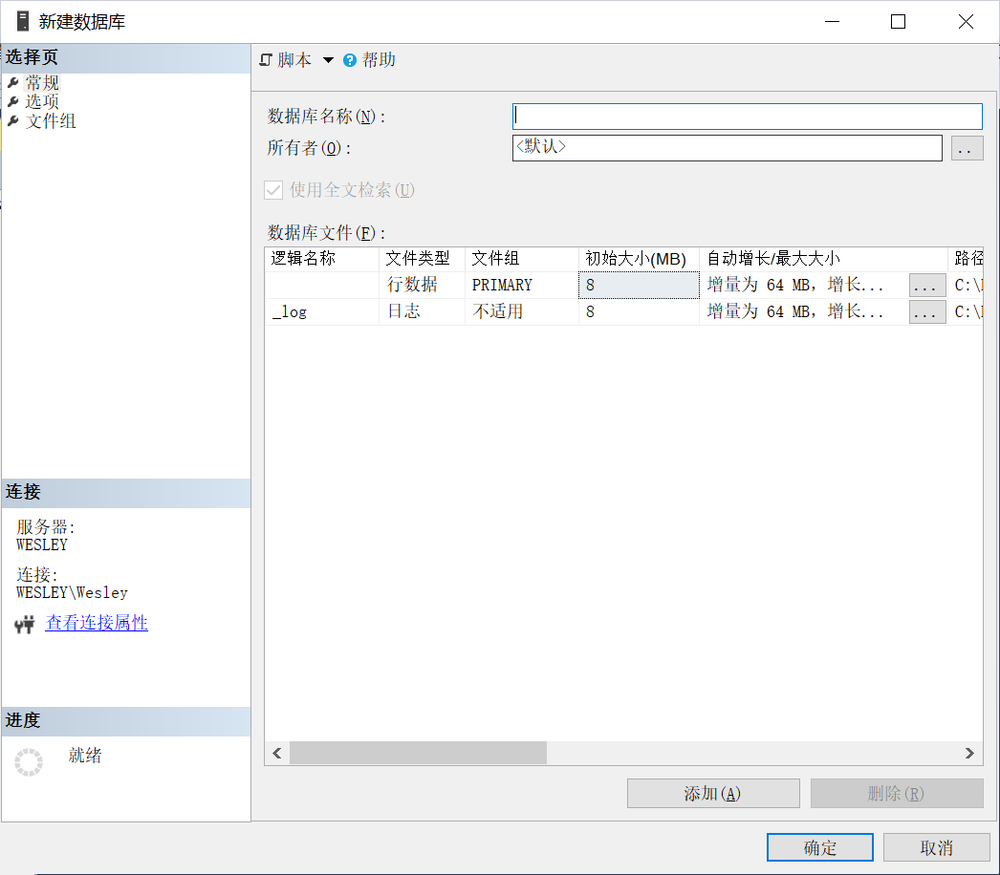 新建数据库
选择页
常规
选项
文件组
连接
服务器:
WESLEY
连接:
WESLEY\Wesley
查看连接属性
进度
就绪
脚本 帮助
数据库名称(N):
所有者(O): <默认> ..
使用全文检索(U)
数据库文件(F):
逻辑名称 文件类型 文件组 初始大小(MB) 自动增长/最大大小 路径
行数据 PRIMARY 8 增量为 64 MB，增长... ... C:\
_log 日志 不适用 8 增量为 64 MB，增长... ... C:\
添加(A) 删除(R)
确定 取消